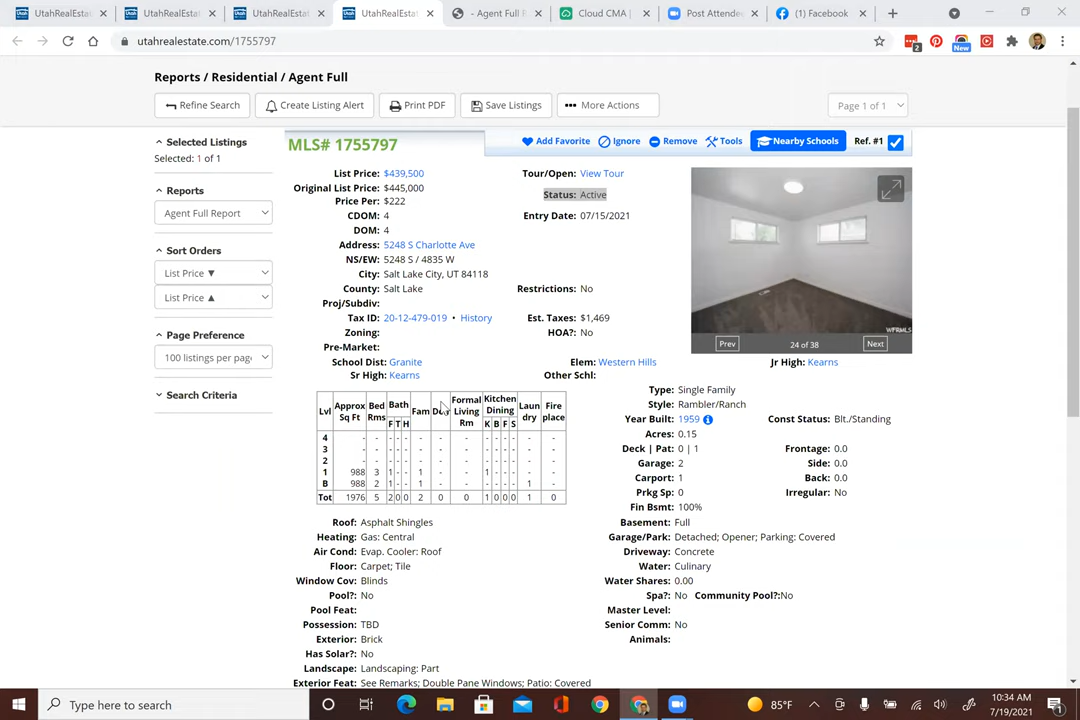 UtahRealEstat
UtahRealEstat
UtahRealEstat
UtahRealEstat
- Agent Full R
Cloud CMA |
Post Attende
(1) Facebook
utahrealestate.com/1755797
2
New
Reports / Residential / Agent Full
Refine Search
Create Listing Alert
Print PDF
Save Listings
More Actions
Page 1 of 1
Selected Listings
Selected: 1 of 1
Reports
Agent Full Report
Sort Orders
List Price ▼
List Price ▲
Page Preference
100 listings per page
Search Criteria
MLS# 1755797
Add Favorite
Ignore
Remove
Tools
Nearby Schools
Ref. #1
List Price: $439,500
Original List Price: $445,000
Price Per: $222
CDOM: 4
DOM: 4
Address: 5248 S Charlotte Ave
NS/EW: 5248 S / 4835 W
City: Salt Lake City, UT 84118
County: Salt Lake
Proj/Subdiv:
Tax ID: 20-12-479-019 • History
Zoning:
Pre-Market:
School Dist: Granite
Sr High: Kearns
Tour/Open: View Tour
Status: Active
Entry Date: 07/15/2021
Restrictions: No
Est. Taxes: $1,469
HOA?: No
Elem: Western Hills
Other Schl:
WFRMLS
Prev
24 of 38
Next
Jr High: Kearns
Lvl Approx Sq Ft Bed Rms Bath F T H Fam Formal Living Rm Kitchen Dining K B F S Laun dry Fire place
4 - - - - - - - - - - - - - -
3 - - - - - - - - - - - - - -
2 - - - - - - - - - - - - - -
1 988 3 1 - - 1 - - 1 - - - - -
B 988 2 1 - - 1 - - - - - - 1 -
Tot 1976 5 2 0 0 2 0 0 1 0 0 0 1 0
Type: Single Family
Style: Rambler/Ranch
Year Built: 1959
Const Status: Blt./Standing
Acres: 0.15
Deck | Pat: 0 | 1
Frontage: 0.0
Garage: 2
Side: 0.0
Carport: 1
Back: 0.0
Prkg Sp: 0
Irregular: No
Fin Bsmt: 100%
Roof: Asphalt Shingles
Heating: Gas: Central
Air Cond: Evap. Cooler: Roof
Floor: Carpet; Tile
Window Cov: Blinds
Pool?: No
Pool Feat:
Possession: TBD
Exterior: Brick
Has Solar?: No
Landscape: Landscaping: Part
Exterior Feat: See Remarks; Double Pane Windows; Patio: Covered
Basement: Full
Garage/Park: Detached; Opener; Parking: Covered
Driveway: Concrete
Water: Culinary
Water Shares: 0.00
Spa?: No Community Pool?:No
Master Level:
Senior Comm: No
Animals:
Type here to search
85°F
10:34 AM
7/19/2021
1